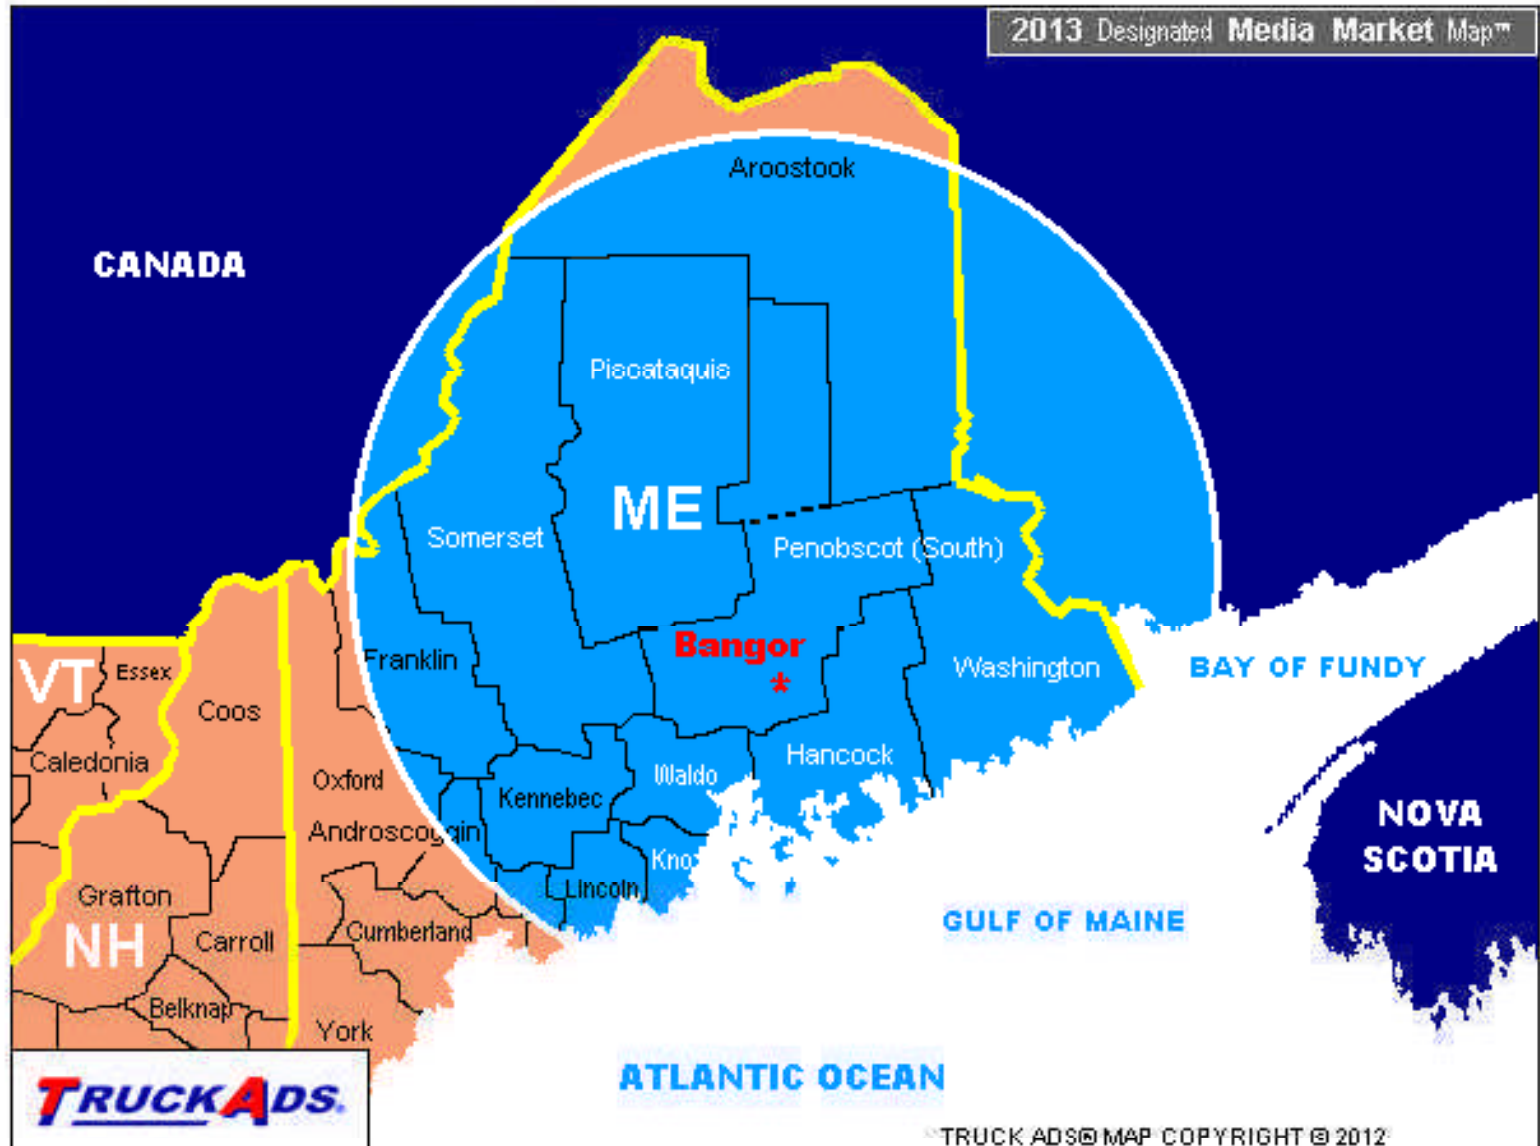 2013 Designated Media Market Map™
Aroostook
CANADA
Piscataquis
ME
Somerset
Penobscot (South)
Bangor
*
Franklin
Washington
BAY OF FUNDY
VT
Essex
Coos
Caledonia
Oxford
Kennebec
Waldo
Hancock
Androscoggin
Knox
NOVA
SCOTIA
Lincoln
Grafton
NH
Carroll
Cumberland
GULF OF MAINE
Belknap
York
TRUCKADS.
ATLANTIC OCEAN
TRUCK ADS® MAP COPYRIGHT © 2012